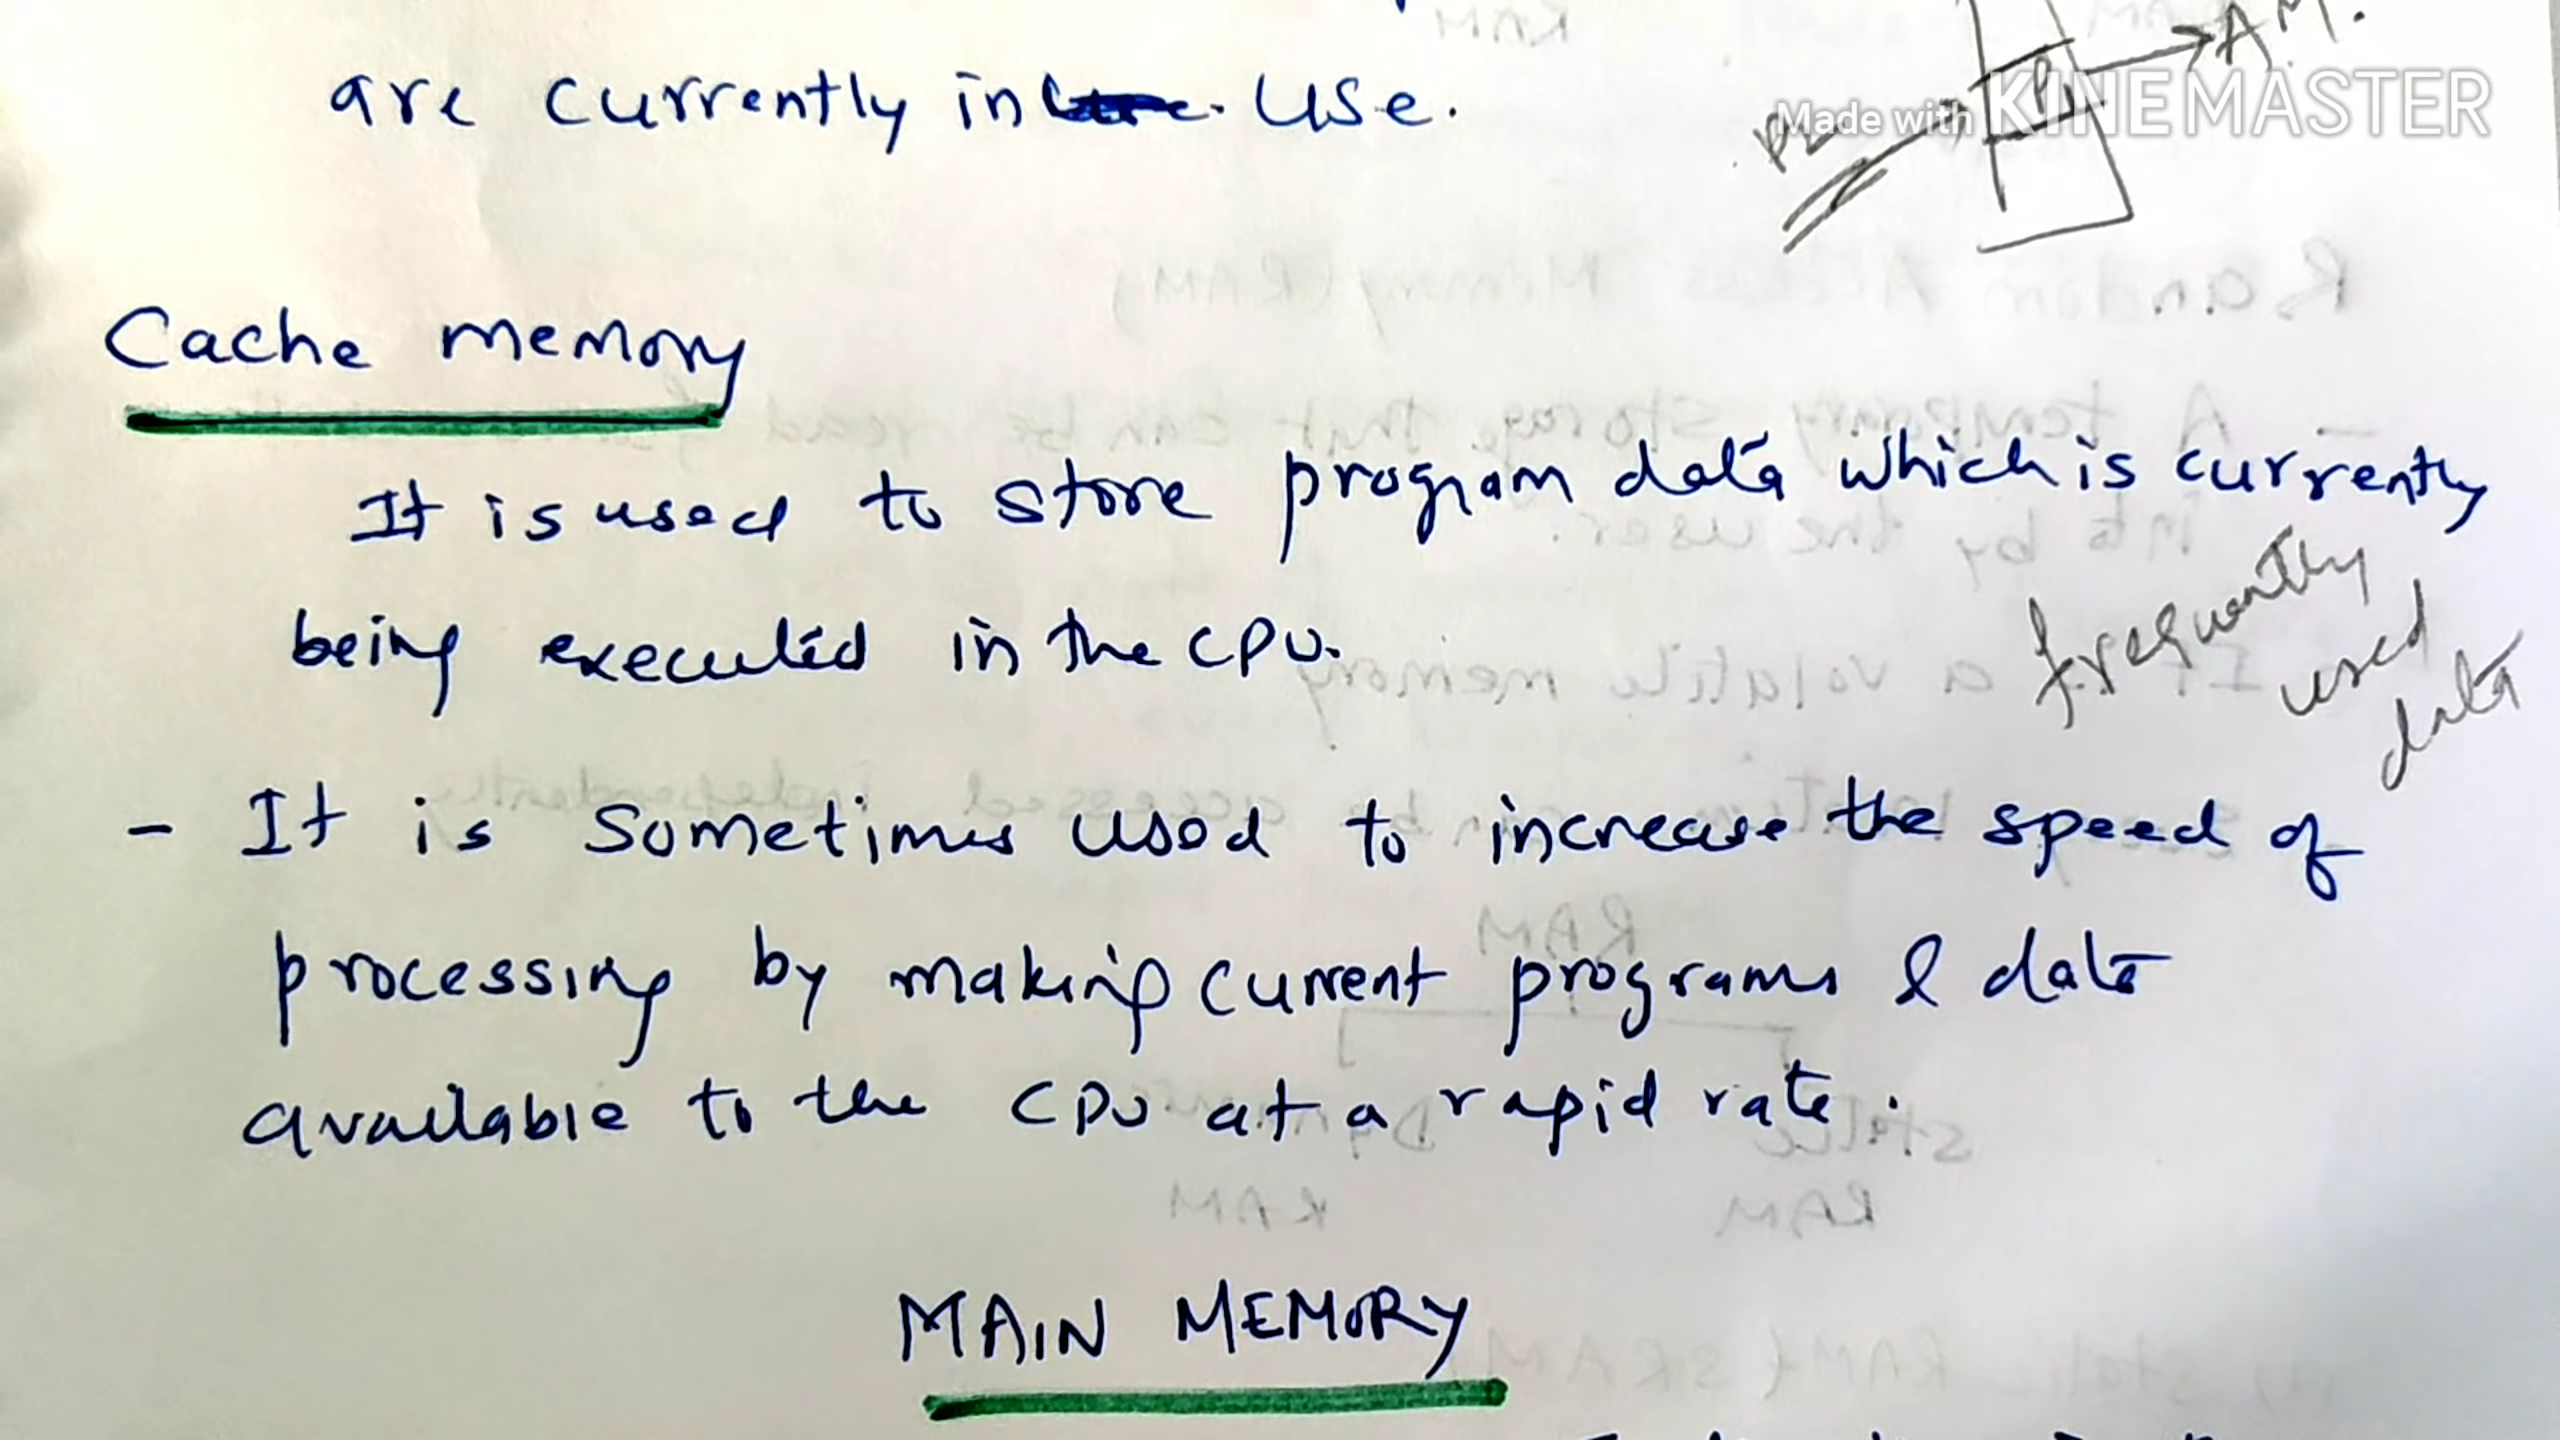 are currently in use.
A.M.
P1
Made with KINEMASTER
Cache memory
It is used to store program data which is currently
being executed in the CPU.
frequently
used
data
- It is sometimes used to increase the speed of
processing by making current programs & data
available to the CPU at a rapid rate.
MAIN MEMORY